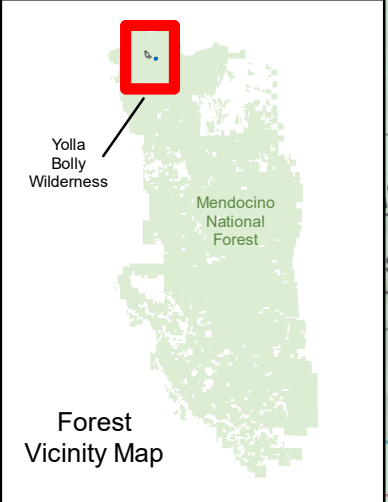 Yolla
Bolly
Wilderness
Mendocino
National
Forest
Forest
Vicinity Map